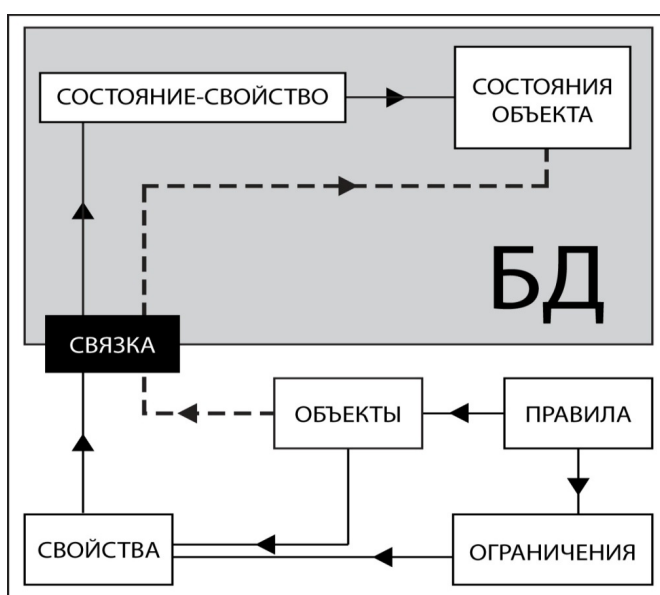 СОСТОЯНИЕ-СВОЙСТВО
СОСТОЯНИЯ
ОБЪЕКТА
БД
СВЯЗКА
ОБЪЕКТЫ
ПРАВИЛА
СВОЙСТВА
ОГРАНИЧЕНИЯ